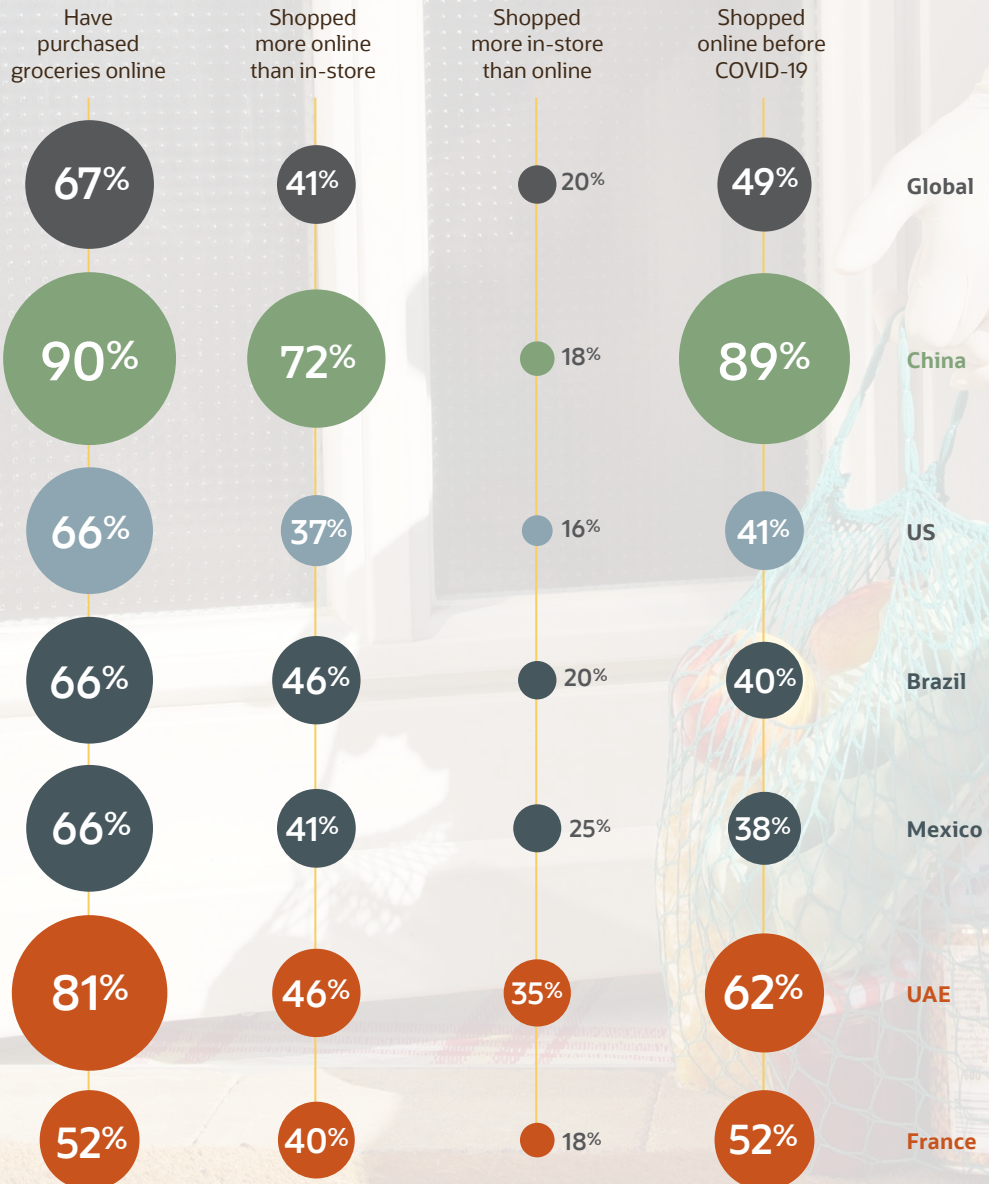 Have
purchased
groceries online
Shopped
more online
than in-store
Shopped
more in-store
than online
Shopped
online before
COVID-19
67% 41% 20% 49% Global
90% 72% 18% 89% China
66% 37% 16% 41% US
66% 46% 20% 40% Brazil
66% 41% 25% 38% Mexico
81% 46% 35% 62% UAE
52% 40% 18% 52% France